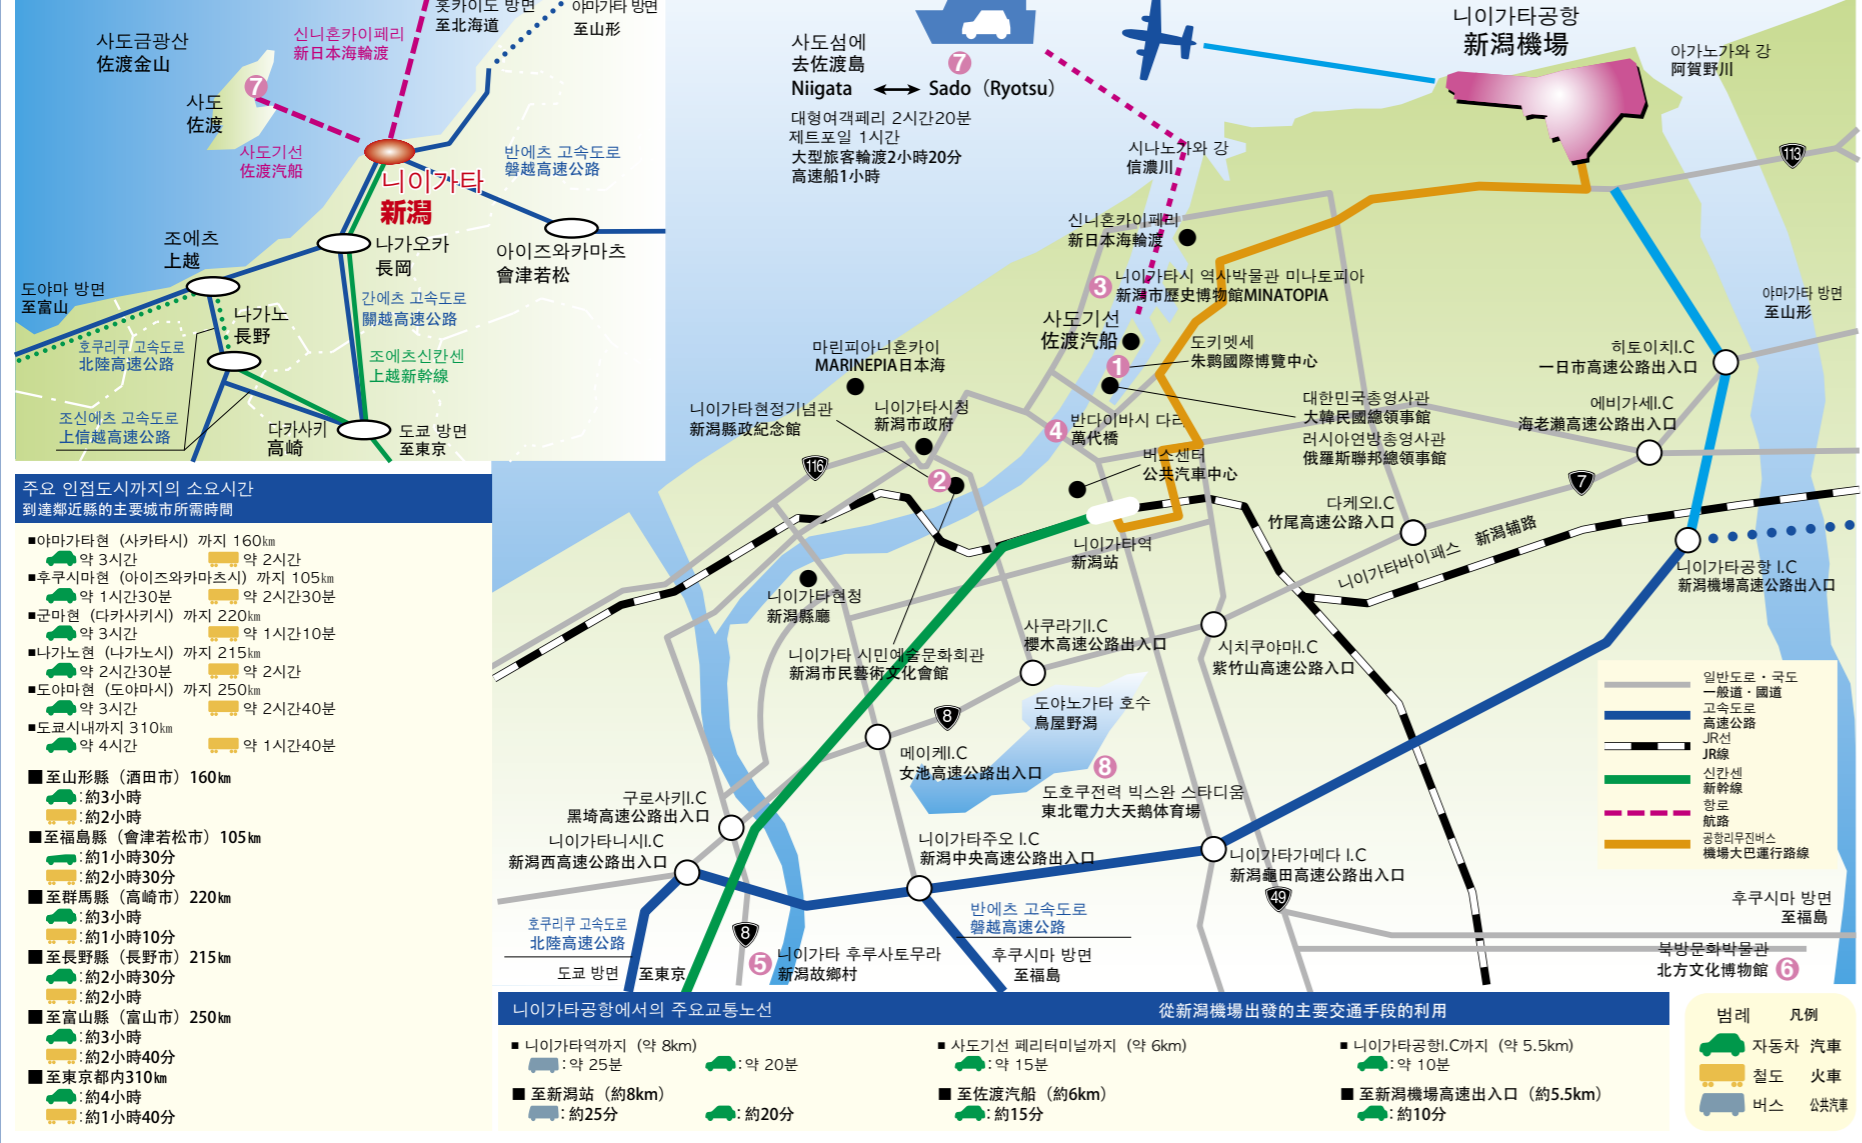 홋카이도 방면
至北海道
야마가타 방면
至山形
사도금광산
佐渡金山
신니혼카이페리
新日本海輪渡
7
사도
佐渡
사도기선
佐渡汽船
반에츠 고속도로
磐越高速公路
니이가타
新潟
조에츠
上越
나가오카
長岡
아이즈와카마츠
會津若松
도야마 방면
至富山
나가노
長野
간에츠 고속도로
關越高速公路
호쿠리쿠 고속도로
北陸高速公路
조에츠신칸센
上越新幹線
조신에츠 고속도로
上信越高速公路
다카사키
高崎
도쿄 방면
至東京
사도섬에
去佐渡島
7
Niigata ↔ Sado（Ryotsu）
대형여객페리 2시간20분
제트포일 1시간
大型旅客輪渡2小時20分
高速船1小時
니이가타공항
新潟機場
아가노가와 강
阿賀野川
시나노가와 강
信濃川
113
신니혼카이페리
新日本海輪渡
3
니이가타시 역사박물관 미나토피아
新潟市歷史博物館MINATOPIA
야마가타 방면
至山形
사도기선
佐渡汽船
도키멧세
朱鷺國際博覽中心
1
마린피아니혼카이
MARINEPIA日本海
히토이치I.C
一日市高速公路出入口
니이가타현정기념관
新潟縣政紀念館
니이가타시청
新潟市政府
4
반다이바시 다리
萬代橋
대한민국총영사관
大韓民國總領事館
러시아연방총영사관
俄羅斯聯邦總領事館
에비가세I.C
海老瀨高速公路出入口
버스센터
公共汽車中心
116
2
7
다케오I.C
竹尾高速公路入口
니이가타바이패스 新潟辅路
니이가타역
新潟站
니이가타공항 I.C
新潟機場高速公路出入口
니이가타현청
新潟縣廳
사쿠라기I.C
櫻木高速公路出入口
시치쿠야마I.C
紫竹山高速公路入口
니이가타 시민예술문화회관
新潟市民藝術文化會館
도야노가타 호수
鳥屋野潟
8
메이케I.C
女池高速公路出入口
8
도호쿠전력 빅스완 스타디움
東北電力大天鹅体育場
구로사키I.C
黑埼高速公路出入口
니이가타니시I.C
新潟西高速公路出入口
니이가타주오 I.C
新潟中央高速公路出入口
니이가타가메다 I.C
新潟龜田高速公路出入口
49
일반도로・국도
一般道・國道
고속도로
高速公路
JR선
JR線
신칸센
新幹線
항로
航路
공항리무진버스
機場大巴運行路線
후쿠시마 방면
至福島
북방문화박물관
北方文化博物館
6
호쿠리쿠 고속도로
北陸高速公路
도쿄 방면 至東京
8
5
니이가타 후루사토무라
新潟故鄉村
반에츠 고속도로
磐越高速公路
후쿠시마 방면
至福島
주요 인접도시까지의 소요시간
到達鄰近縣的主要城市所需時間
■야마가타현（사카타시）까지 160㎞
약 3시간 약 2시간
■후쿠시마현（아이즈와카마츠시）까지 105㎞
약 1시간30분 약 2시간30분
■군마현（다카사키시）까지 220㎞
약 3시간 약 1시간10분
■나가노현（나가노시）까지 215㎞
약 2시간30분 약 2시간
■도야마현（도야마시）까지 250㎞
약 3시간 약 2시간40분
■도쿄시내까지 310㎞
약 4시간 약 1시간40분
■至山形縣（酒田市）160㎞
:約3小時
:約2小時
■至福島縣（會津若松市）105㎞
:約1小時30分
:約2小時30分
■至群馬縣（高崎市）220㎞
:約3小時
:約1小時10分
■至長野縣（長野市）215㎞
:約2小時30分
:約2小時
■至富山縣（富山市）250㎞
:約3小時
:約2小時40分
■至東京都内310㎞
:約4小時
:約1小時40分
니이가타공항에서의 주요교통노선 從新潟機場出發的主要交通手段的利用
■ 니이가타역까지（약 8km）
:약 25분 :약 20분
■ 至新潟站（約8km）
:約25分 :約20分
■ 사도기선 페리터미널까지（약 6km）
:약 15분
■ 至佐渡汽船（約6km）
:約15分
■ 니이가타공항I.C까지（약 5.5km）
:약 10분
■ 至新潟機場高速出入口（約5.5km）
:約10分
범례 凡例
자동차 汽車
철도 火車
버스 公共汽車